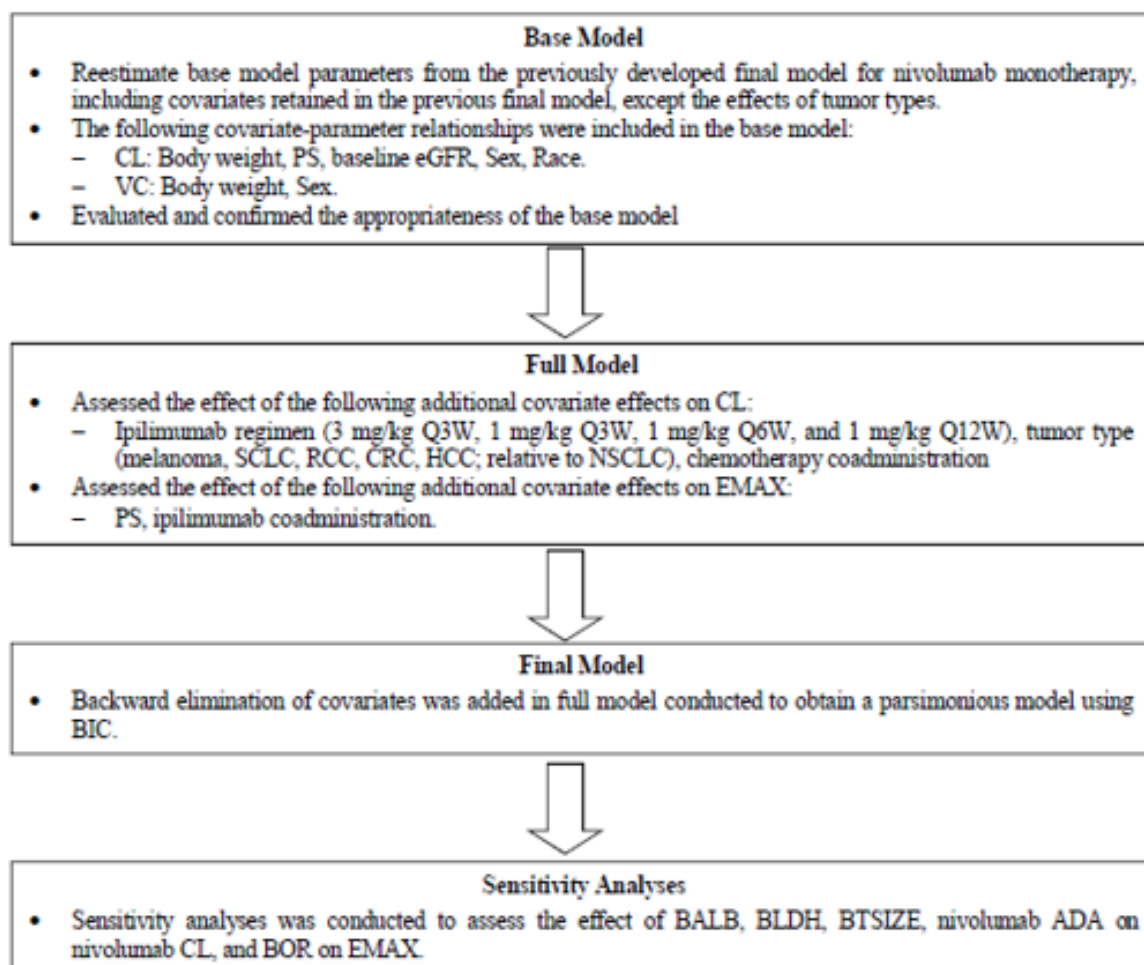 Base Model
• Reestimate base model parameters from the previously developed final model for nivolumab monotherapy,
including covariates retained in the previous final model, except the effects of tumor types.
• The following covariate-parameter relationships were included in the base model:
– CL: Body weight, PS, baseline eGFR, Sex, Race.
– VC: Body weight, Sex.
• Evaluated and confirmed the appropriateness of the base model
Full Model
• Assessed the effect of the following additional covariate effects on CL:
– Ipilimumab regimen (3 mg/kg Q3W, 1 mg/kg Q3W, 1 mg/kg Q6W, and 1 mg/kg Q12W), tumor type
(melanoma, SCLC, RCC, CRC, HCC; relative to NSCLC), chemotherapy coadministration
• Assessed the effect of the following additional covariate effects on EMAX:
– PS, ipilimumab coadministration.
Final Model
• Backward elimination of covariates was added in full model conducted to obtain a parsimonious model using
BIC.
Sensitivity Analyses
• Sensitivity analyses was conducted to assess the effect of BALB, BLDH, BTSIZE, nivolumab ADA on
nivolumab CL, and BOR on EMAX.